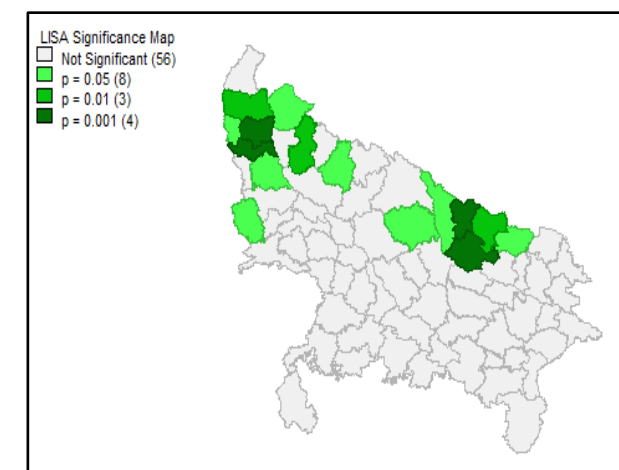 LISA Significance Map
Not Significant (56)
p = 0.05 (8)
p = 0.01 (3)
p = 0.001 (4)